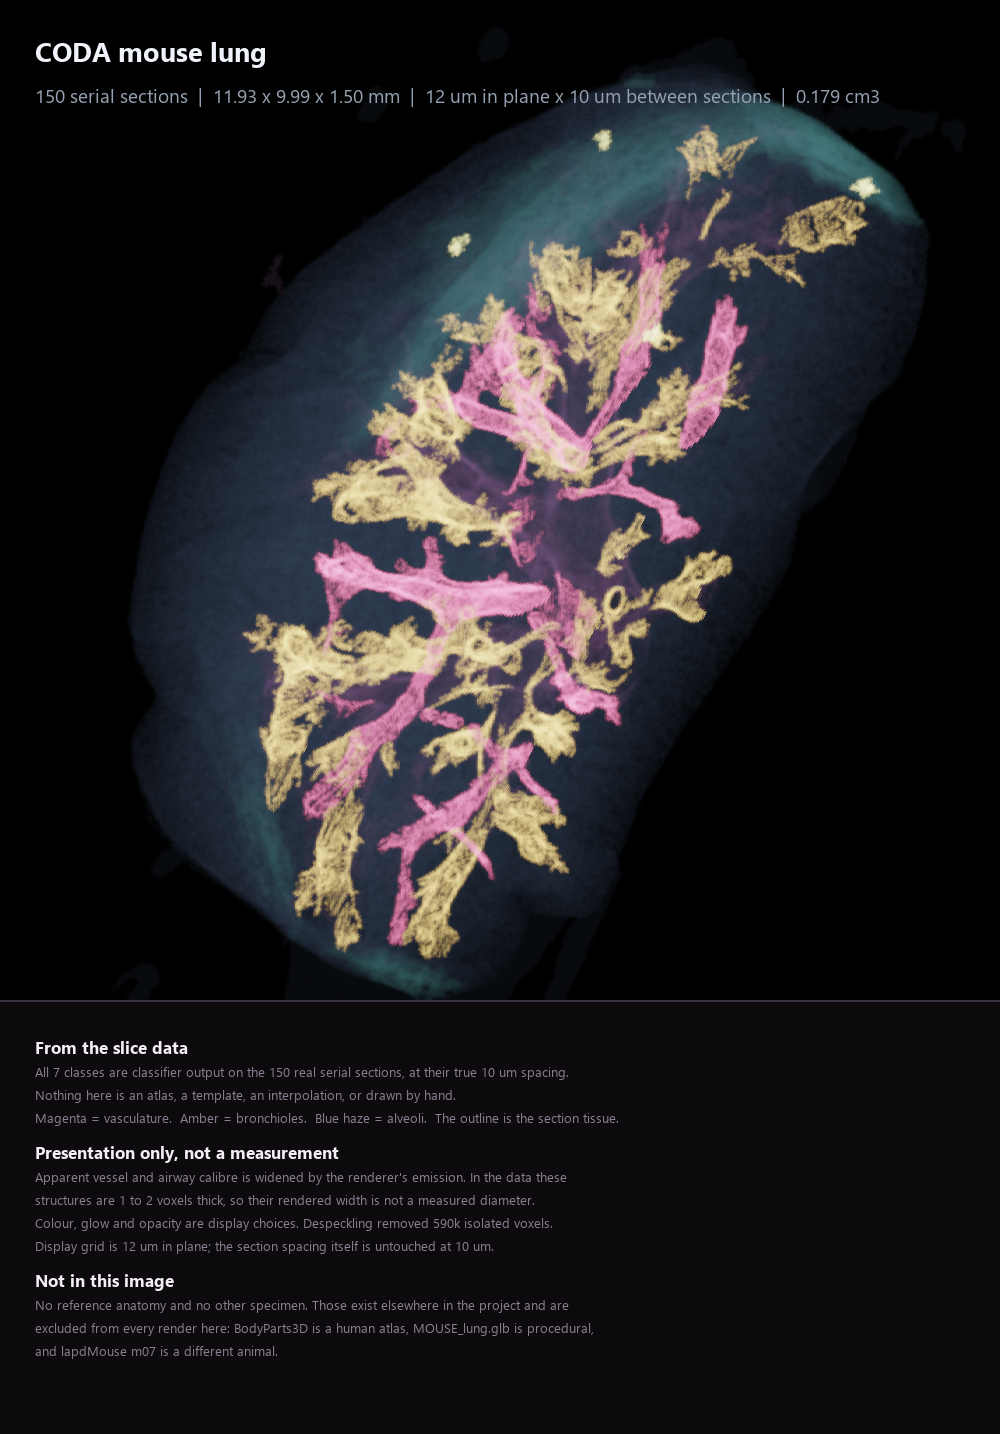 CODA mouse lung
150 serial sections | 11.93 x 9.99 x 1.50 mm | 12 um in plane x 10 um between sections | 0.179 cm3
From the slice data
All 7 classes are classifier output on the 150 real serial sections, at their true 10 um spacing.
Nothing here is an atlas, a template, an interpolation, or drawn by hand.
Magenta = vasculature. Amber = bronchioles. Blue haze = alveoli. The outline is the section tissue.
Presentation only, not a measurement
Apparent vessel and airway calibre is widened by the renderer's emission. In the data these
structures are 1 to 2 voxels thick, so their rendered width is not a measured diameter.
Colour, glow and opacity are display choices. Despeckling removed 590k isolated voxels.
Display grid is 12 um in plane; the section spacing itself is untouched at 10 um.
Not in this image
No reference anatomy and no other specimen. Those exist elsewhere in the project and are
excluded from every render here: BodyParts3D is a human atlas, MOUSE_lung.glb is procedural,
and lapdMouse m07 is a different animal.